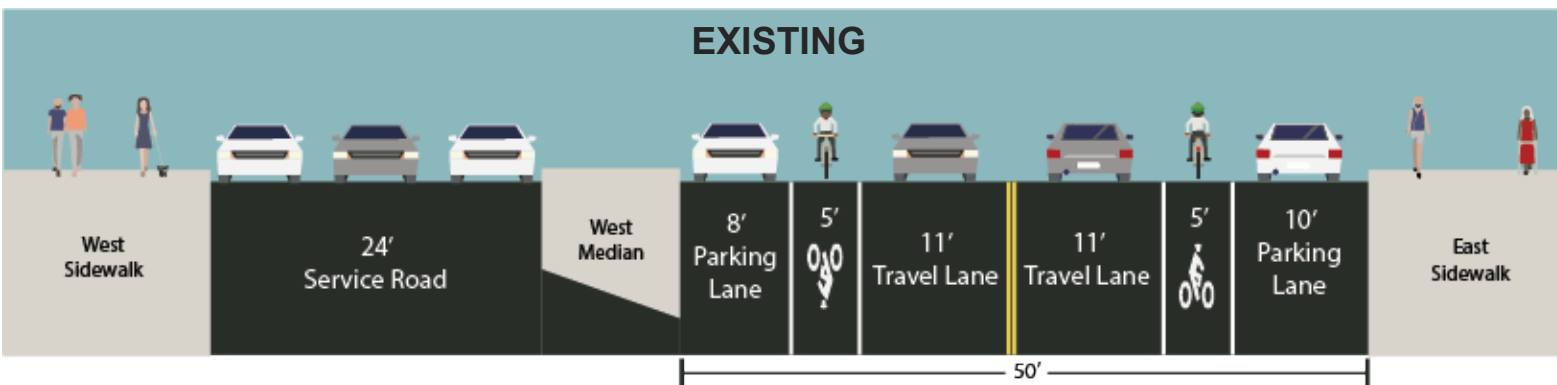 EXISTING
West
Sidewalk
24′
Service Road
West
Median
8′
Parking
Lane
5′
11′
Travel Lane
11′
Travel Lane
5′
10′
Parking
Lane
East
Sidewalk
50′